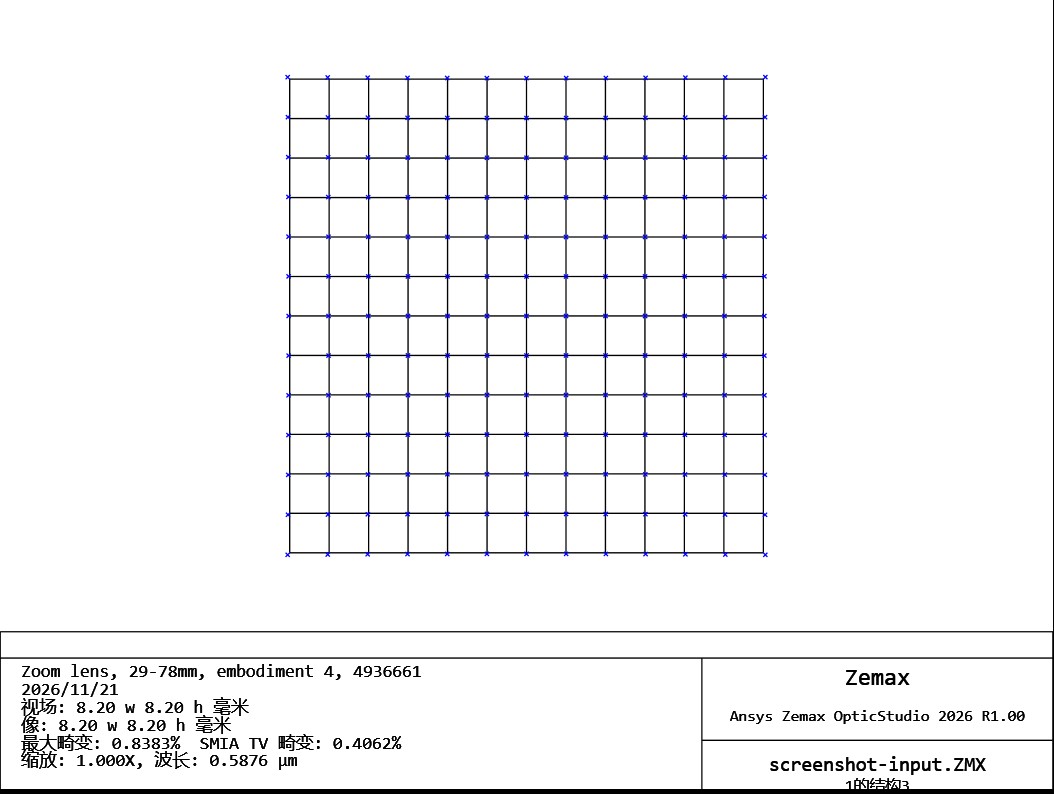 Zoom lens, 29-78mm, embodiment 4, 4936661
2026/11/21
视场: 8.20 w 8.20 h 毫米
像: 8.20 w 8.20 h 毫米
最大畸变: 0.8383%  SMIA TV 畸变: 0.4062%
缩放: 1.000X, 波长: 0.5876 µm
Zemax
Ansys Zemax OpticStudio 2026 R1.00
screenshot-input.ZMX
1的结构3